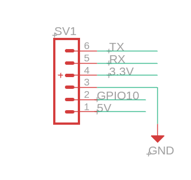 SV1
6 TX
5 RX
4 3.3V
3
2 GPIO10
1 5V
GND